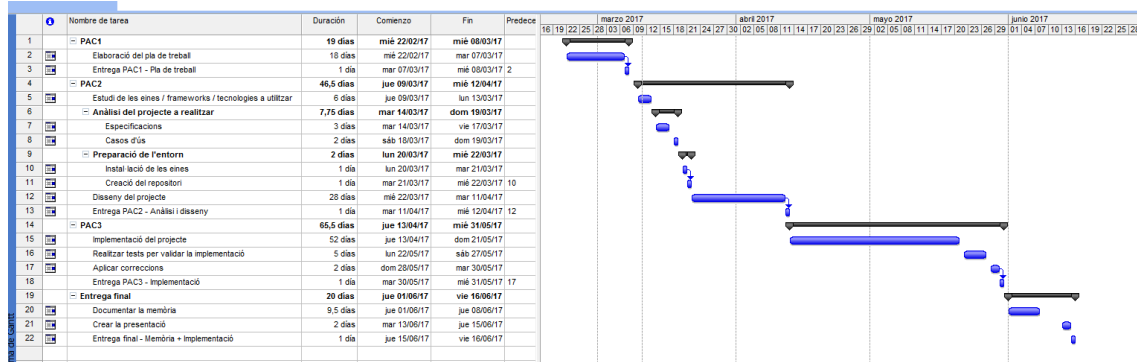 Nombre de tarea Duración Comienzo Fin Predece
marzo 2017 abril 2017 mayo 2017 junio 2017
16 19 22 25 28 03 06 09 12 15 18 21 24 27 30 02 05 08 11 14 17 20 23 26 29 02 05 08 11 14 17 20 23 26 29 01 04 07 10 13 16 19 22 25 28
1 PAC1 19 días mié 22/02/17 mié 08/03/17
2 Elaboració del pla de treball 18 días mié 22/02/17 mar 07/03/17
3 Entrega PAC1 - Pla de treball 1 día mar 07/03/17 mié 08/03/17 2
4 PAC2 46,5 días jue 09/03/17 mié 12/04/17
5 Estudi de les eines / frameworks / tecnologies a utilitzar 6 días jue 09/03/17 lun 13/03/17
6 Anàlisi del projecte a realitzar 7,75 días mar 14/03/17 dom 19/03/17
7 Especificacions 3 días mar 14/03/17 vie 17/03/17
8 Casos d'ús 2 días sáb 18/03/17 dom 19/03/17
9 Preparació de l'entorn 2 días lun 20/03/17 mié 22/03/17
10 Instal·lació de les eines 1 día lun 20/03/17 mar 21/03/17
11 Creació del repositori 1 día mar 21/03/17 mié 22/03/17 10
12 Disseny del projecte 28 días mié 22/03/17 mar 11/04/17
13 Entrega PAC2 - Anàlisi i disseny 1 día mar 11/04/17 mié 12/04/17 12
14 PAC3 65,5 días jue 13/04/17 mié 31/05/17
15 Implementació del projecte 52 días jue 13/04/17 dom 21/05/17
16 Realitzar tests per validar la implementació 5 días lun 22/05/17 sáb 27/05/17
17 Aplicar correccions 2 días dom 28/05/17 mar 30/05/17
18 Entrega PAC3 - Implementació 1 día mar 30/05/17 mié 31/05/17 17
19 Entrega final 20 días jue 01/06/17 vie 16/06/17
20 Documentar la memòria 9,5 días jue 01/06/17 jue 08/06/17
21 Crear la presentació 2 días mar 13/06/17 jue 15/06/17
22 Entrega final - Memòria + Implementació 1 día jue 15/06/17 vie 16/06/17